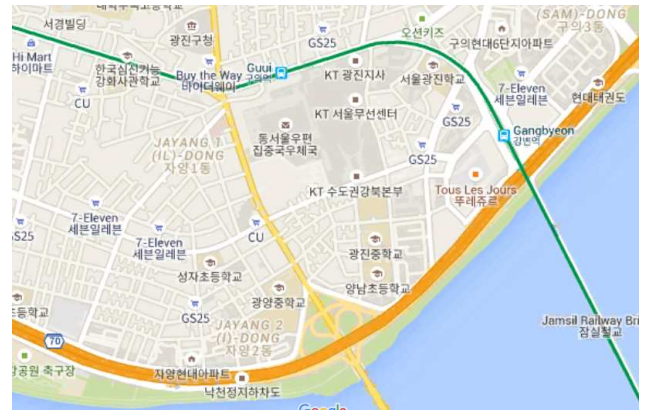 서경빌딩
광진구청
GS25
오션키즈
(SAM)-DONG
구의3동
구의현대6단지아파트
Hi Mart
하이마트
한국심신기능
강화사관학교
Buy the Way
바이더웨이
Guui
구의역
KT 광진지사
서울광진학교
7-Eleven
세븐일레븐
현대태권도
CU
KT 서울무선센터
GS25
동서울우편
집중국우체국
Gangbyeon
강변역
JAYANG 1
(IL)-DONG
자양1동
GS25
KT 수도권강북본부
Tous Les Jours
뚜레쥬르
7-Eleven
세븐일레븐
GS25
7-Eleven
세븐일레븐
CU
광진중학교
성자초등학교
양남초등학교
광양중학교
GS25
초등학교
JAYANG 2
(I)-DONG
자양2동
Jamsil Railway Bri
잠실철교
70
공원 축구장
자양현대아파트
낙천정지하차도
Google